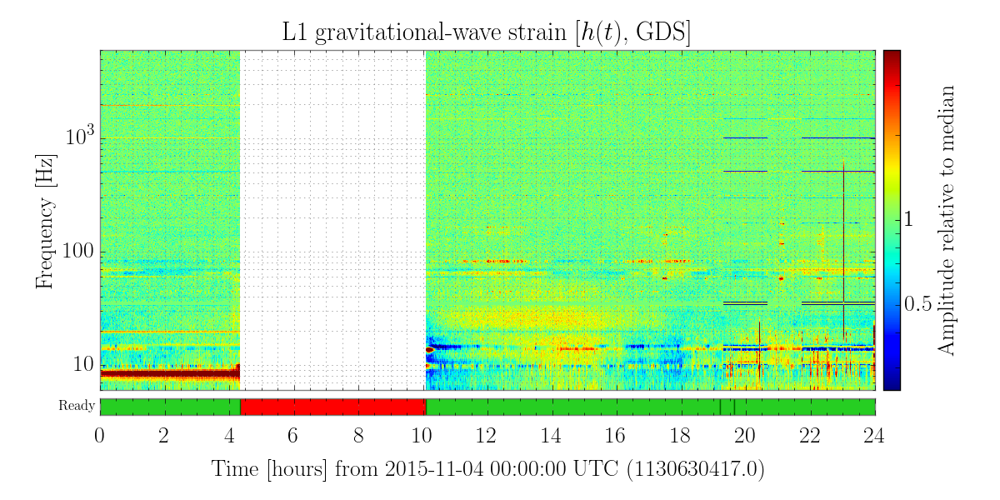 L1 gravitational-wave strain [h(t), GDS]
Frequency [Hz]
10³
100
10
Amplitude relative to median
1
0.5
Ready
0 2 4 6 8 10 12 14 16 18 20 22 24
Time [hours] from 2015-11-04 00:00:00 UTC (1130630417.0)